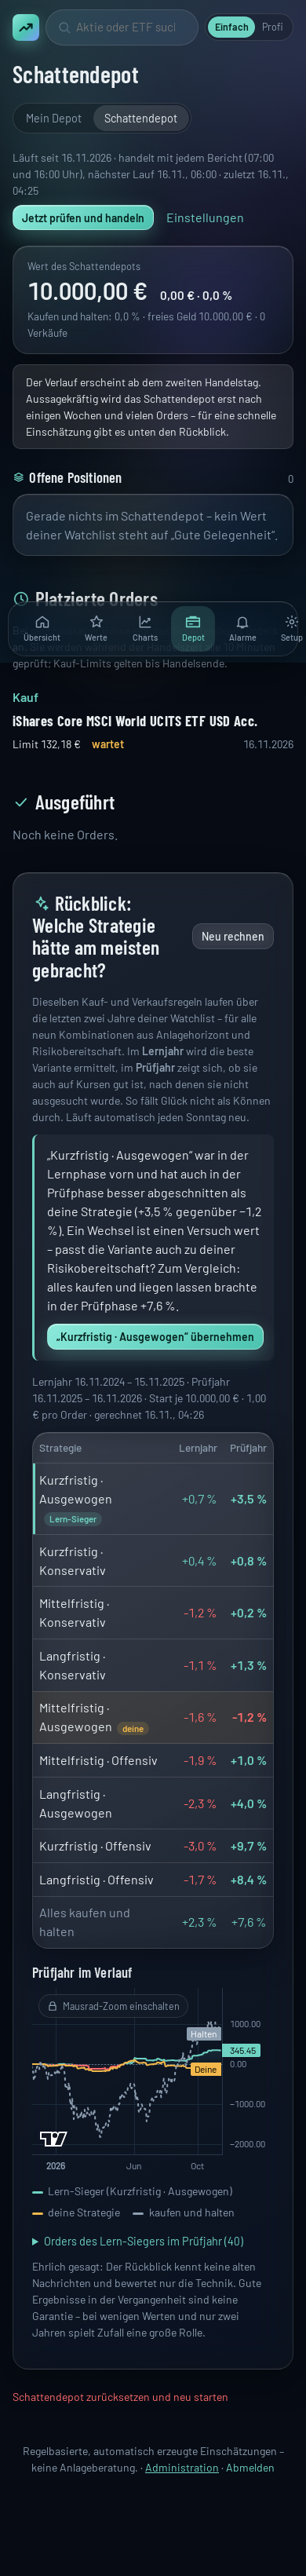 Aktie oder ETF sucl
Einfach
Profi
Schattendepot
Mein Depot
Schattendepot
Läuft seit 16.11.2026 · handelt mit jedem Bericht (07:00
und 16:00 Uhr), nächster Lauf 16.11., 06:00 · zuletzt 16.11.,
04:25
Jetzt prüfen und handeln
Einstellungen
Wert des Schattendepots
10.000,00 € 0,00 € · 0,0 %
Kaufen und halten: 0,0 % · freies Geld 10.000,00 € · 0
Verkäufe
Der Verlauf erscheint ab dem zweiten Handelstag.
Aussagekräftig wird das Schattendepot erst nach
einigen Wochen und vielen Orders – für eine schnelle
Einschätzung gibt es unten den Rückblick.
Offene Positionen
0
Gerade nichts im Schattendepot – kein Wert
deiner Watchlist steht auf „Gute Gelegenheit“.
Platzierte Orders
Übersicht
Werte
Charts
Depot
Alarme
Setup
geprüft; Kauf-Limits gelten bis Handelsende.
Kauf
iShares Core MSCI World UCITS ETF USD Acc.
Limit 132,18 € wartet
16.11.2026
Ausgeführt
Noch keine Orders.
Rückblick:
Welche Strategie
hätte am meisten
gebracht?
Neu rechnen
Dieselben Kauf- und Verkaufsregeln laufen über
die letzten zwei Jahre deiner Watchlist – für alle
neun Kombinationen aus Anlagehorizont und
Risikobereitschaft. Im Lernjahr wird die beste
Variante ermittelt, im Prüfjahr zeigt sich, ob sie
auch auf Kursen gut ist, nach denen sie nicht
ausgesucht wurde. So fällt Glück nicht als Können
durch. Läuft automatisch jeden Sonntag neu.
„Kurzfristig · Ausgewogen“ war in der
Lernphase vorn und hat auch in der
Prüfphase besser abgeschnitten als
deine Strategie (+3,5 % gegenüber −1,2
%). Ein Wechsel ist einen Versuch wert
– passt die Variante auch zu deiner
Risikobereitschaft? Zum Vergleich:
alles kaufen und liegen lassen brachte
in der Prüfphase +7,6 %.
„Kurzfristig · Ausgewogen“ übernehmen
Lernjahr 16.11.2024 – 15.11.2025 · Prüfjahr
16.11.2025 – 16.11.2026 · Start je 10.000,00 € · 1,00
€ pro Order · gerechnet 16.11., 04:26
Strategie Lernjahr Prüfjahr
Kurzfristig ·
Ausgewogen +0,7 % +3,5 %
Lern-Sieger
Kurzfristig ·
Konservativ +0,4 % +0,8 %
Mittelfristig ·
Konservativ -1,2 % +0,2 %
Langfristig ·
Konservativ -1,1 % +1,3 %
Mittelfristig ·
Ausgewogen deine -1,6 % -1,2 %
Mittelfristig · Offensiv -1,9 % +1,0 %
Langfristig ·
Ausgewogen -2,3 % +4,0 %
Kurzfristig · Offensiv -3,0 % +9,7 %
Langfristig · Offensiv -1,7 % +8,4 %
Alles kaufen und
halten +2,3 % +7,6 %
Prüfjahr im Verlauf
Mausrad-Zoom einschalten
1000.00
Halten
345.45
0.00
Deine
−1000.00
−2000.00
2026 Jun Okt
Lern-Sieger (Kurzfristig · Ausgewogen)
deine Strategie kaufen und halten
Orders des Lern-Siegers im Prüfjahr (40)
Ehrlich gesagt: Der Rückblick kennt keine alten
Nachrichten und bewertet nur die Technik. Gute
Ergebnisse in der Vergangenheit sind keine
Garantie – bei wenigen Werten und nur zwei
Jahren spielt Zufall eine große Rolle.
Schattendepot zurücksetzen und neu starten
Regelbasierte, automatisch erzeugte Einschätzungen –
keine Anlageberatung. · Administration · Abmelden